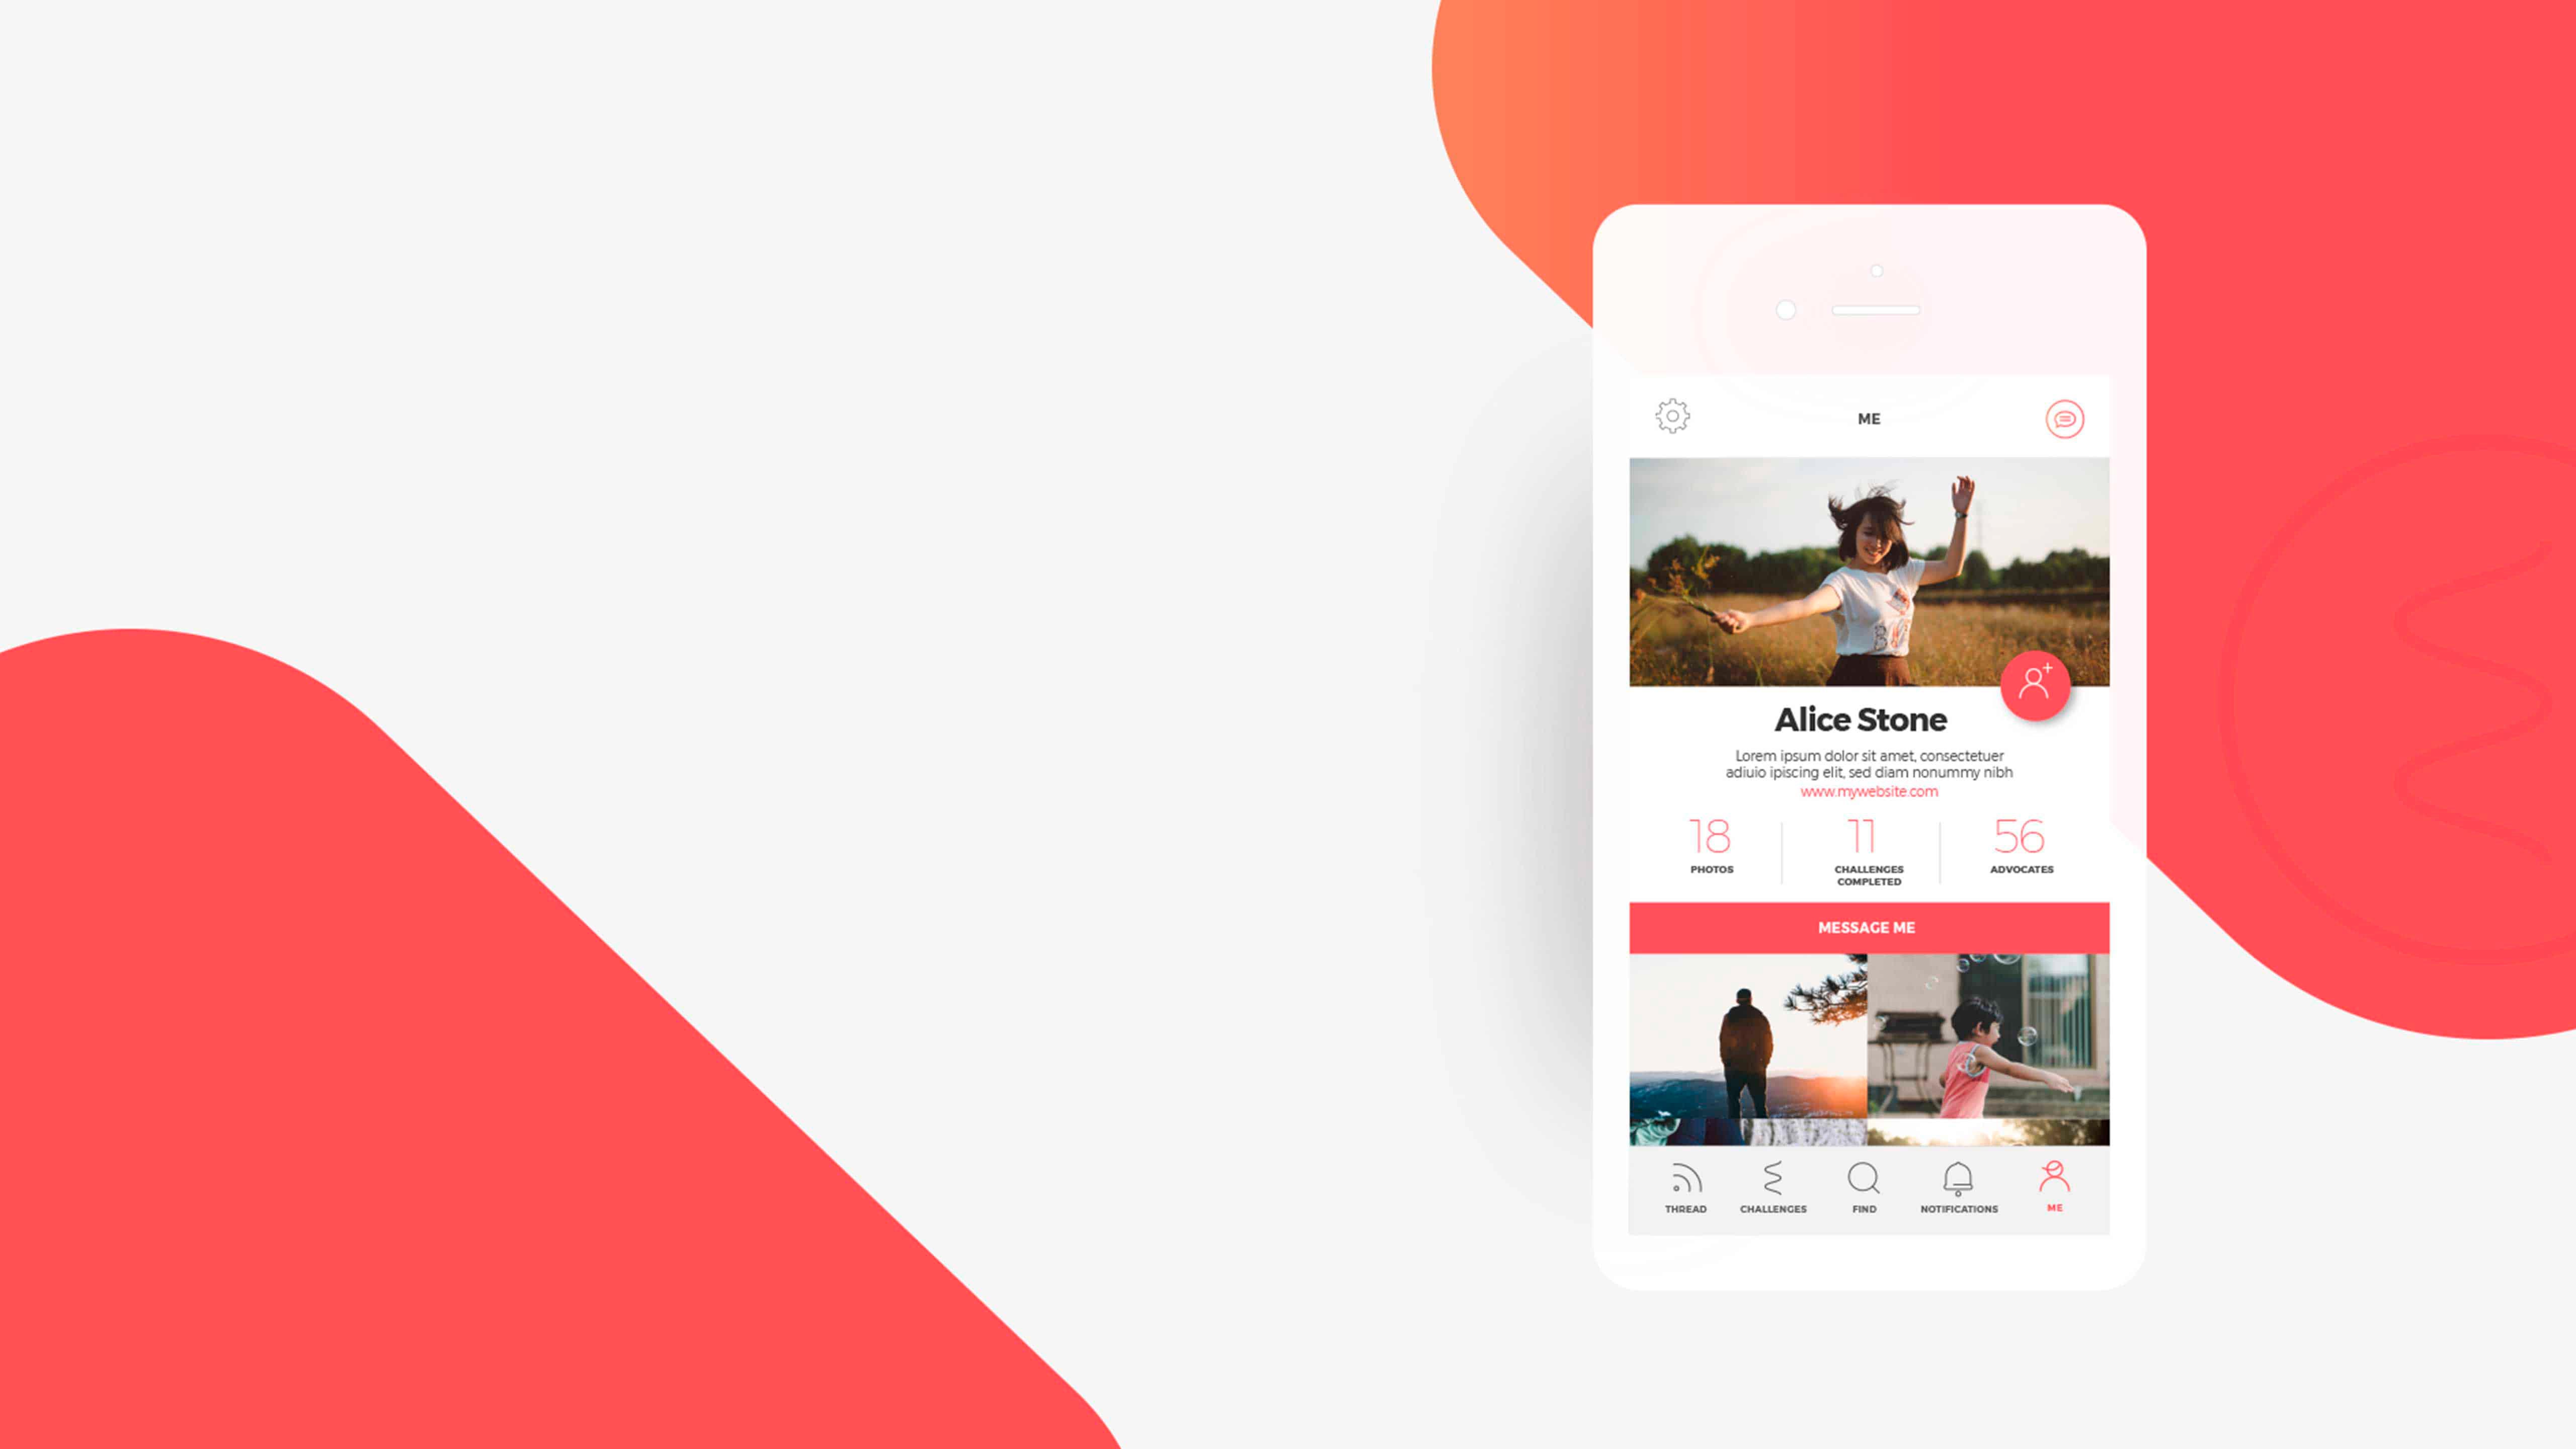 ME
Alice Stone
Lorem ipsum dolor sit amet, consectetuer
adiuio ipiscing elit, sed diam nonummy nibh
www.mywebsite.com
18
PHOTOS
11
CHALLENGES
COMPLETED
56
ADVOCATES
MESSAGE ME
THREAD
CHALLENGES
FIND
NOTIFICATIONS
ME